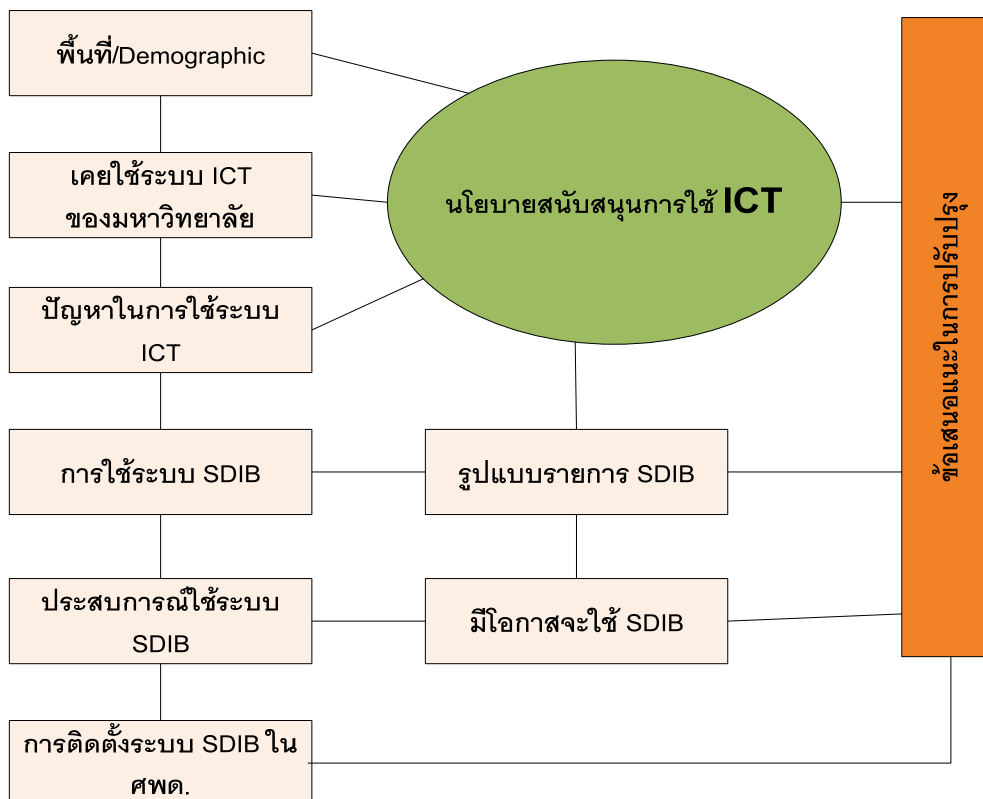 พื้นที่/Demographic
เคยใช้ระบบ ICT
ของมหาวิทยาลัย
นโยบายสนับสนุนการใช้ ICT
ปัญหาในการใช้ระบบ
ICT
การใช้ระบบ SDIB
รูปแบบรายการ SDIB
ประสบการณ์ใช้ระบบ
SDIB
มีโอกาสจะใช้ SDIB
การติดตั้งระบบ SDIB ใน
ศพด.
ข้อเสนอแนะในการปรับปรุง